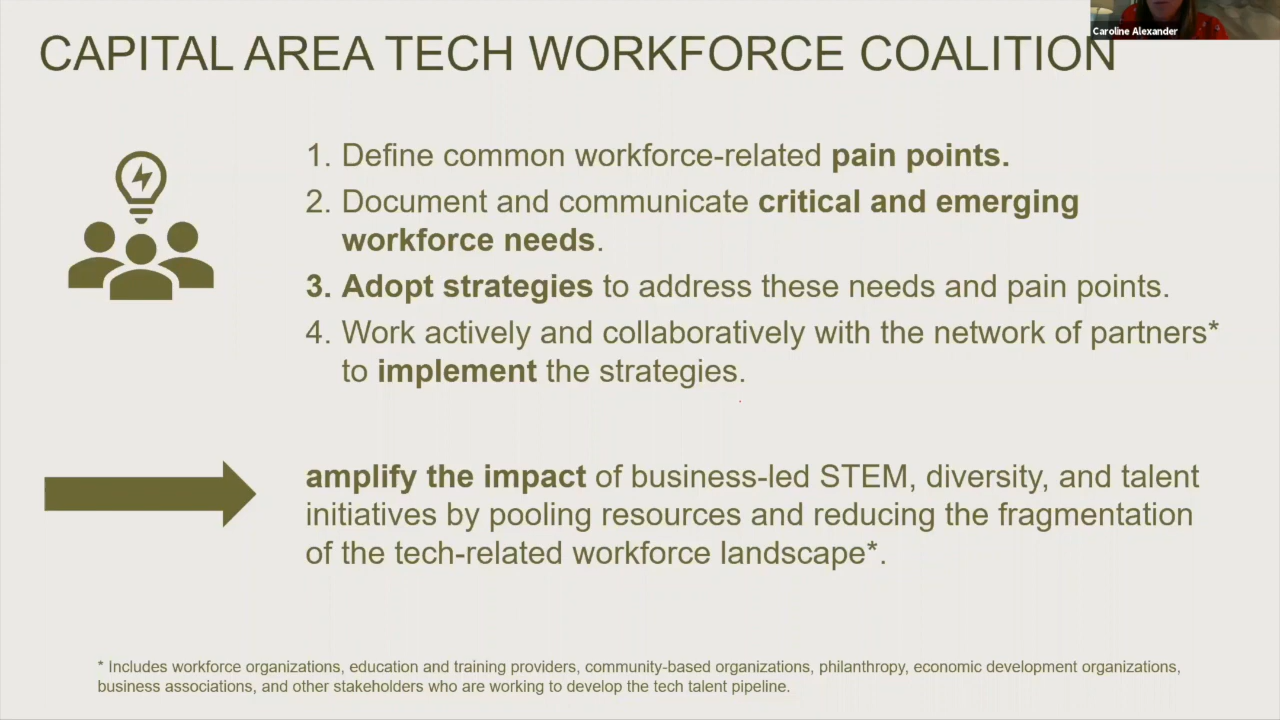 Caroline Alexander
CAPITAL AREA TECH WORKFORCE COALITION
1. Define common workforce-related pain points.
2. Document and communicate critical and emerging
workforce needs.
3. Adopt strategies to address these needs and pain points.
4. Work actively and collaboratively with the network of partners*
to implement the strategies.
amplify the impact of business-led STEM, diversity, and talent
initiatives by pooling resources and reducing the fragmentation
of the tech-related workforce landscape*.
* Includes workforce organizations, education and training providers, community-based organizations, philanthropy, economic development organizations,
business associations, and other stakeholders who are working to develop the tech talent pipeline.